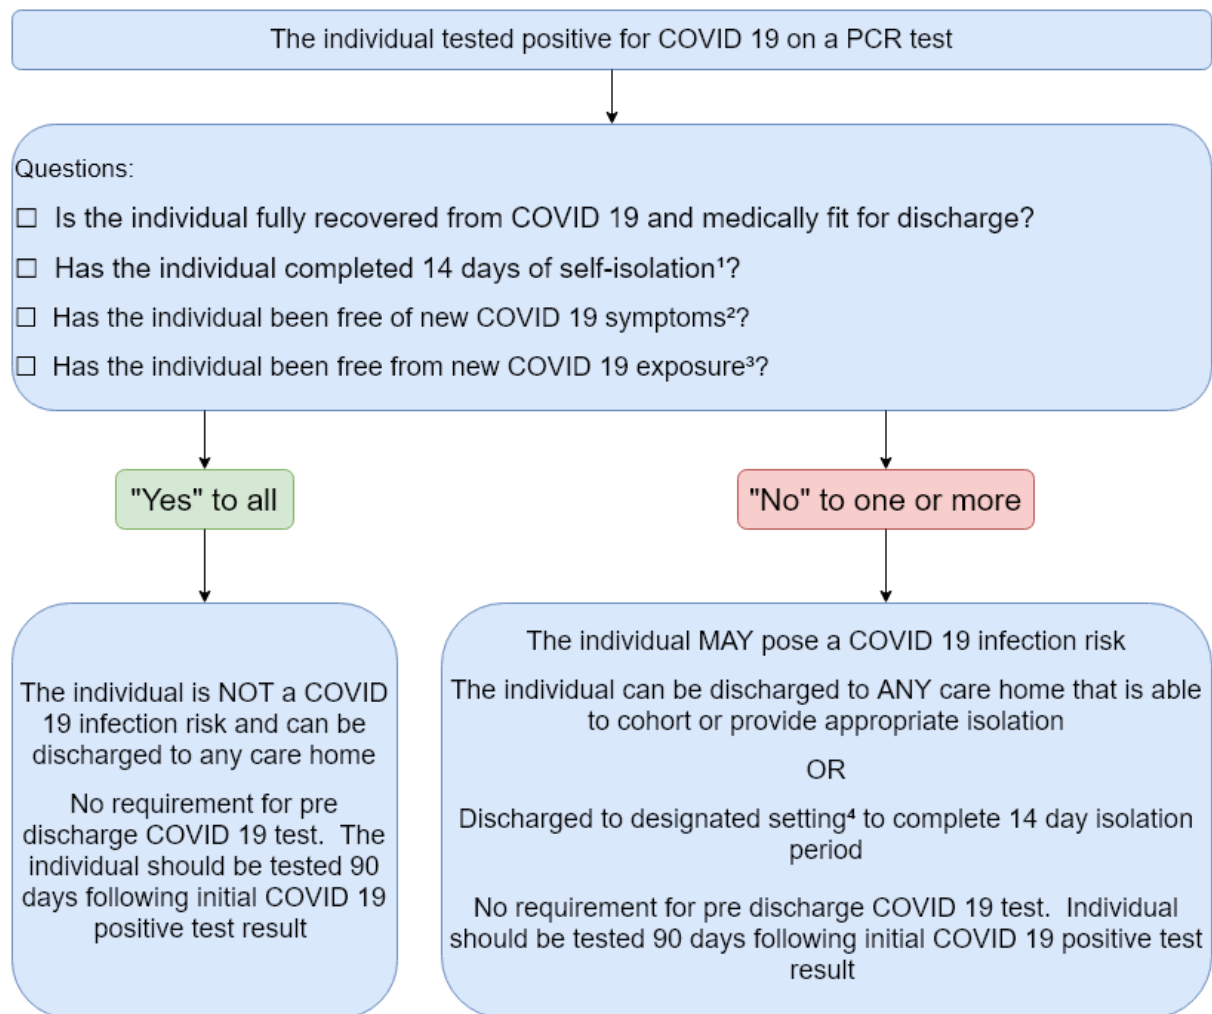 The individual tested positive for COVID 19 on a PCR test
Questions:
☐ Is the individual fully recovered from COVID 19 and medically fit for discharge?
☐ Has the individual completed 14 days of self-isolation¹?
☐ Has the individual been free of new COVID 19 symptoms²?
☐ Has the individual been free from new COVID 19 exposure³?
"Yes" to all
"No" to one or more
The individual is NOT a COVID
19 infection risk and can be
discharged to any care home
No requirement for pre
discharge COVID 19 test.  The
individual should be tested 90
days following initial COVID 19
positive test result
The individual MAY pose a COVID 19 infection risk
The individual can be discharged to ANY care home that is able
to cohort or provide appropriate isolation
OR
Discharged to designated setting⁴ to complete 14 day isolation
period
No requirement for pre discharge COVID 19 test.  Individual
should be tested 90 days following initial COVID 19 positive test
result